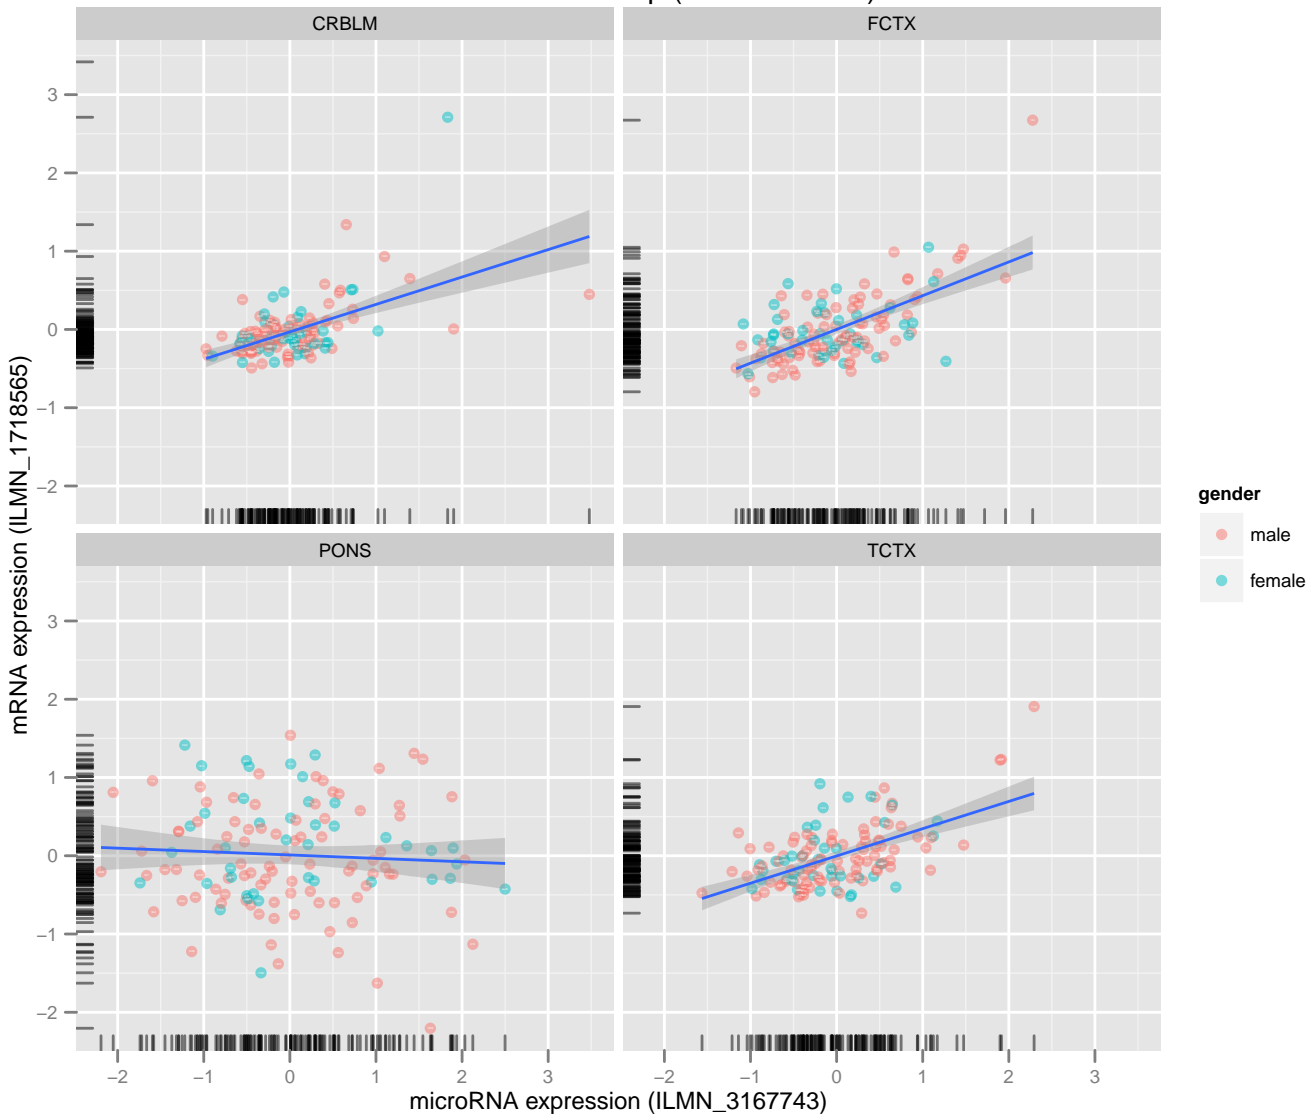 CRBLM
FCTX
3
2
1
0
−1
−2
PONS
TCTX
3
2
1
0
−1
−2
−2
−1
0
1
2
3
−2
−1
0
1
2
3
mRNA expression (ILMN_1718565)
microRNA expression (ILMN_3167743)
gender
male
female